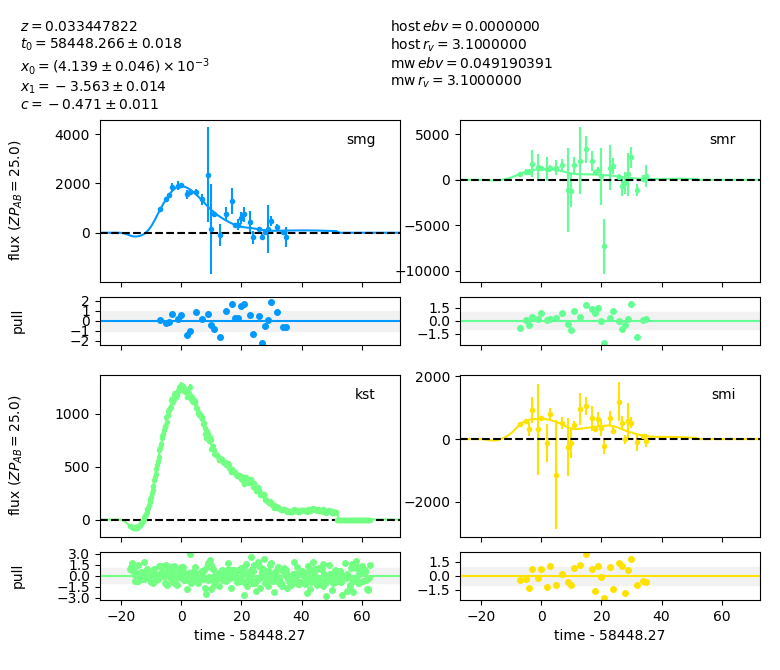 z = 0.033447822
t₀ = 58448.266 ± 0.018
x₀ = (4.139 ± 0.046) × 10⁻³
x₁ = −3.563 ± 0.014
c = −0.471 ± 0.011
host ebv = 0.0000000
host r_v = 3.1000000
mw ebv = 0.049190391
mw r_v = 3.1000000
flux (ZP_AB = 25.0)
4000
2000
0
smg
5000
0
−5000
−10000
smr
pull
2
1
0
−1
−2
1.5
0.0
−1.5
flux (ZP_AB = 25.0)
1000
500
0
kst
2000
0
−2000
smi
pull
3.0
1.5
0.0
−1.5
−3.0
1.5
0.0
−1.5
−20 0 20 40 60
−20 0 20 40 60
time - 58448.27
time - 58448.27